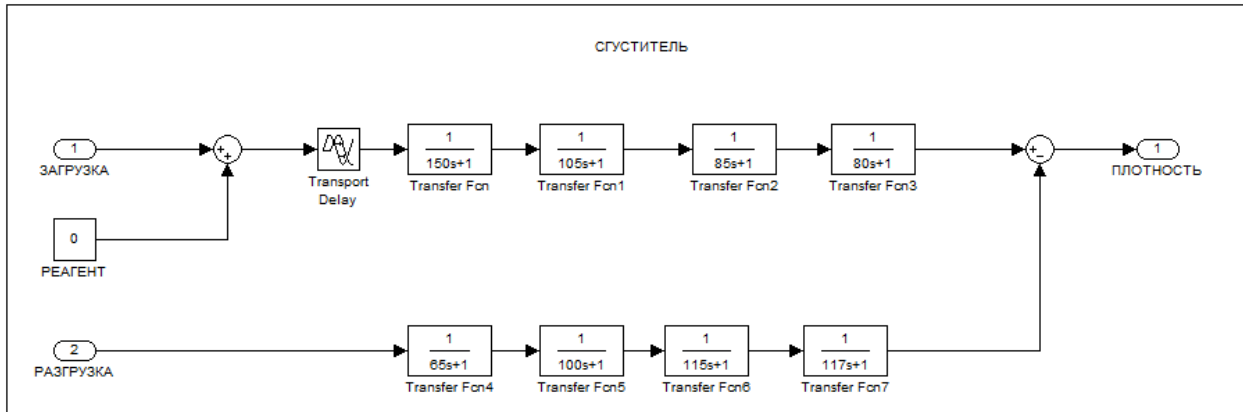 СГУСТИТЕЛЬ
1
ЗАГРУЗКА
+
+
Transport
Delay
1
150s+1
Transfer Fcn
1
105s+1
Transfer Fcn1
1
85s+1
Transfer Fcn2
1
80s+1
Transfer Fcn3
+
−
1
ПЛОТНОСТЬ
0
РЕАГЕНТ
2
РАЗГРУЗКА
1
65s+1
Transfer Fcn4
1
100s+1
Transfer Fcn5
1
115s+1
Transfer Fcn6
1
117s+1
Transfer Fcn7